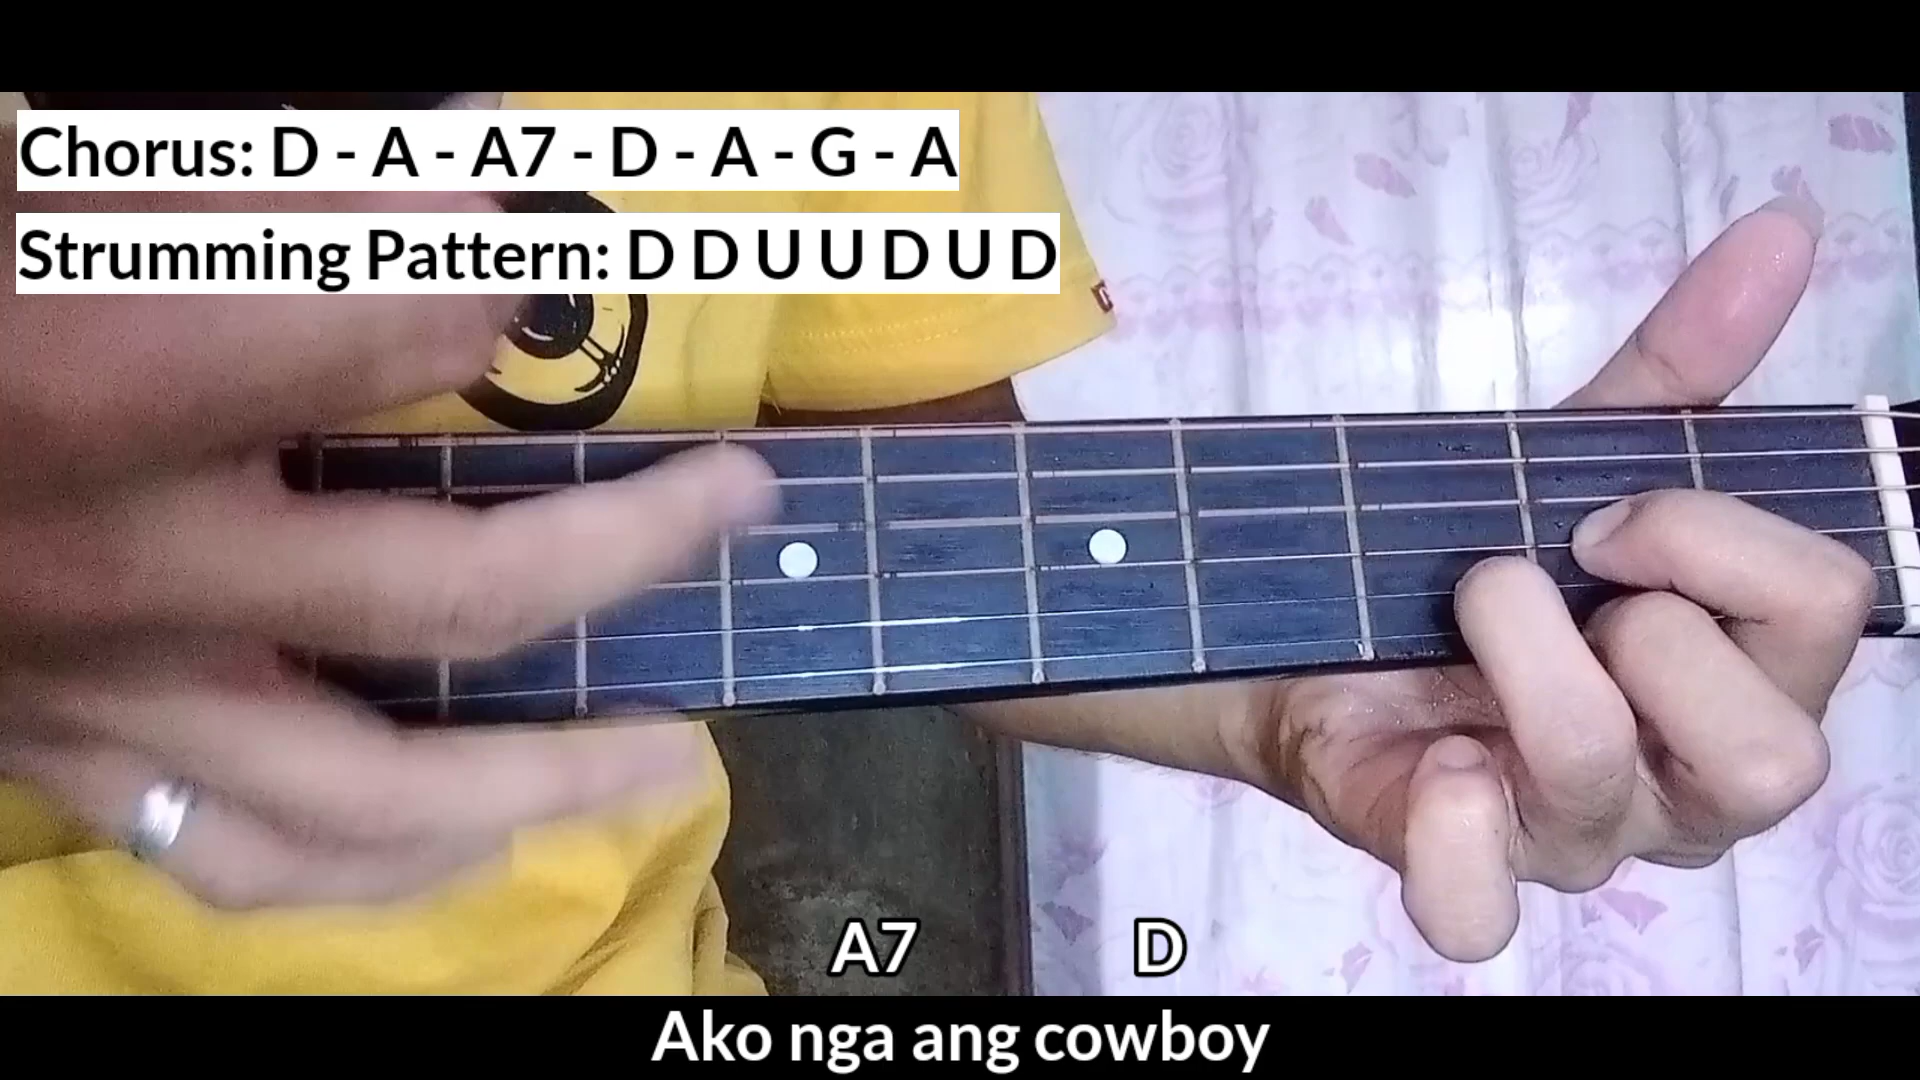 Chorus: D - A - A7 - D - A - G - A
Strumming Pattern: D D U U D U D
A7 D
Ako nga ang cowboy